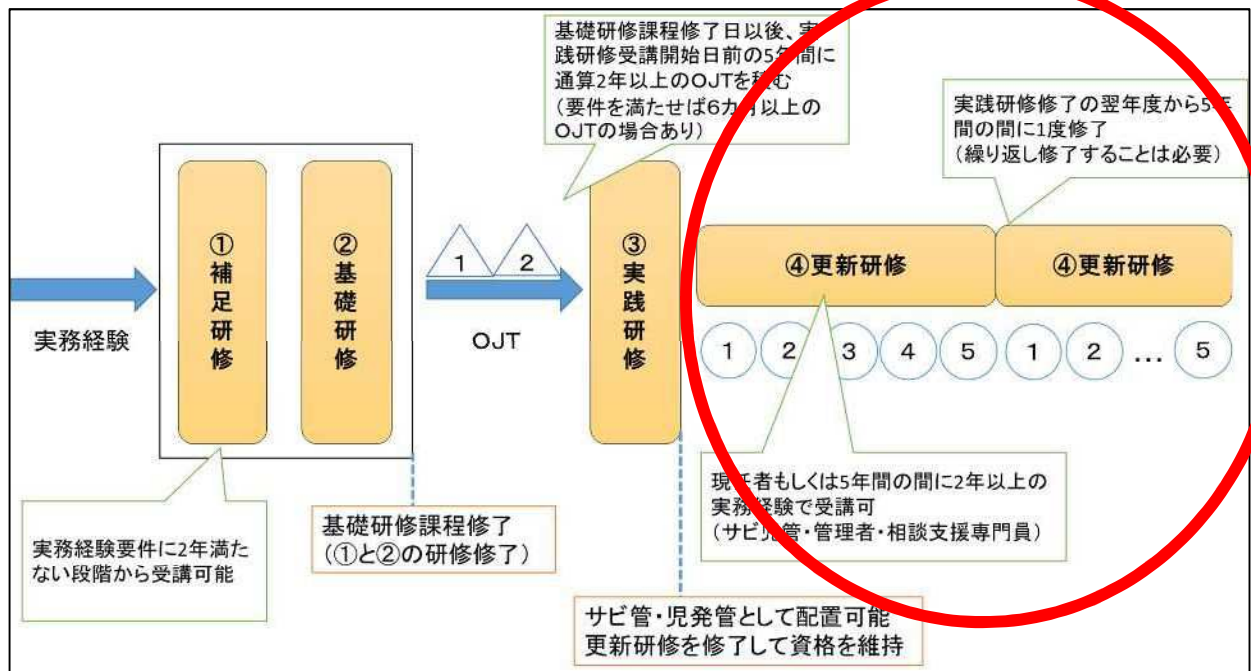 基礎研修課程修了日以後、実
践研修受講開始日前の5年間に
通算2年以上のOJTを積む
(要件を満たせば6カ月以上の
OJTの場合あり)
実践研修修了の翌年度から5年
間の間に1度修了
(繰り返し修了することは必要)
実務経験
①補足研修
②基礎研修
1 2
OJT
③実践研修
④更新研修
④更新研修
1 2 3 4 5 1 2 … 5
実務経験要件に2年満た
ない段階から受講可能
基礎研修課程修了
(①と②の研修修了)
現任者もしくは5年間の間に2年以上の
実務経験で受講可
(サビ児管・管理者・相談支援専門員)
サビ管・児発管として配置可能
更新研修を修了して資格を維持